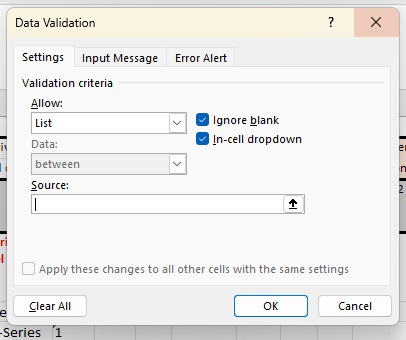 Data Validation
?
Settings Input Message Error Alert
Validation criteria
Allow:
List
Ignore blank
In-cell dropdown
Data:
between
Source:
Apply these changes to all other cells with the same settings
Clear All OK Cancel
-Series 1